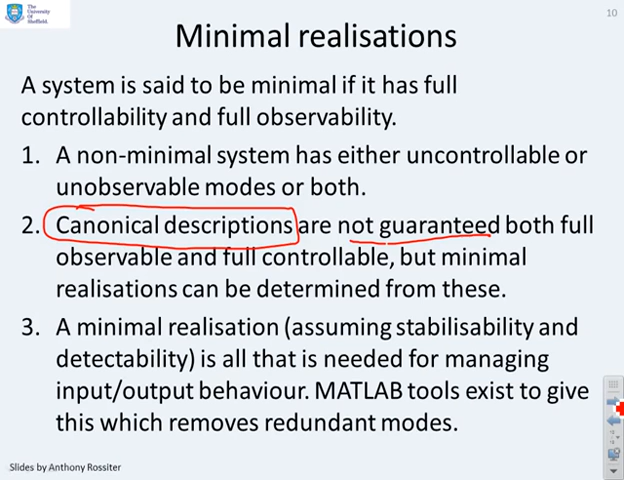 The
University
Of
Sheffield.
10
Minimal realisations
A system is said to be minimal if it has full
controllability and full observability.
1. A non-minimal system has either uncontrollable or
unobservable modes or both.
2. Canonical descriptions are not guaranteed both full
observable and full controllable, but minimal
realisations can be determined from these.
3. A minimal realisation (assuming stabilisability and
detectability) is all that is needed for managing
input/output behaviour. MATLAB tools exist to give
this which removes redundant modes.
Slides by Anthony Rossiter